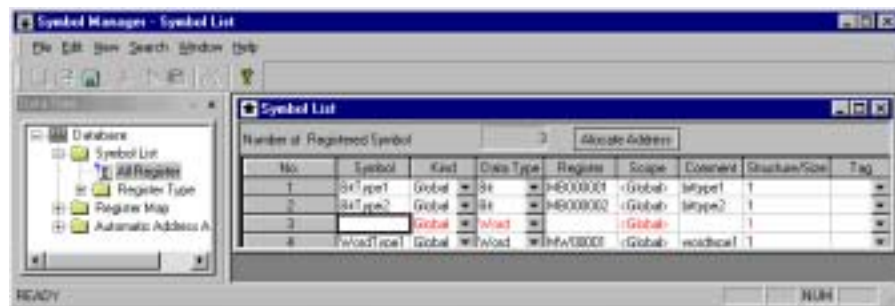 Symbol Manager - Symbol List
File Edit View Search Window Help
Database
Symbol List
All Register
Register Type
Register Map
Automatic Address A
Symbol List
Number of Registered Symbol 3 Allocate Address
No. Symbol Kind Data Type Register Scope Comment Structure/Size Tag
1 BitType1 Global Bit MB000001 <Global> bittype1 1
2 BitType2 Global Bit MB000002 <Global> bittype2 1
3 Global Word <Global> 1
4 WordType1 Global Word MW00001 <Global> wordtype1 1
READY NUM